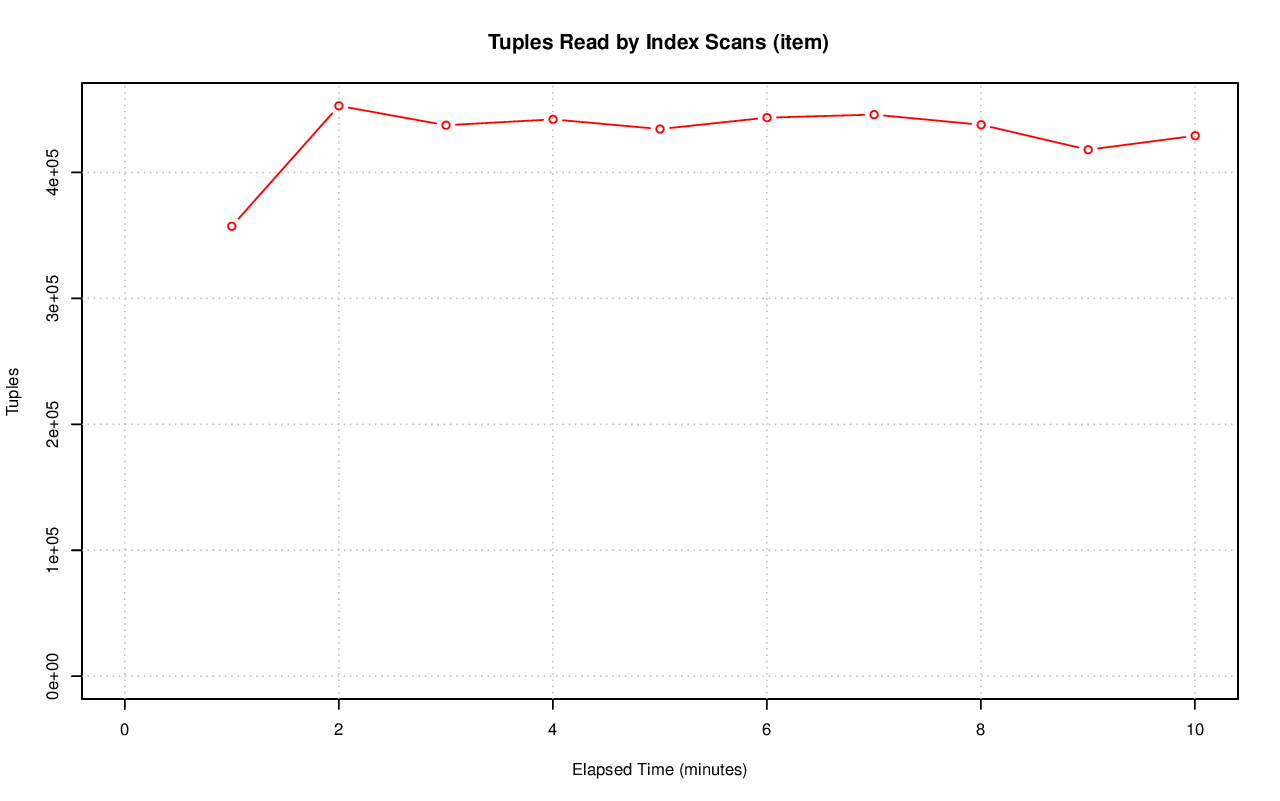 Tuples Read by Index Scans (item)
Tuples
4e+05
3e+05
2e+05
1e+05
0e+00
0 2 4 6 8 10
Elapsed Time (minutes)